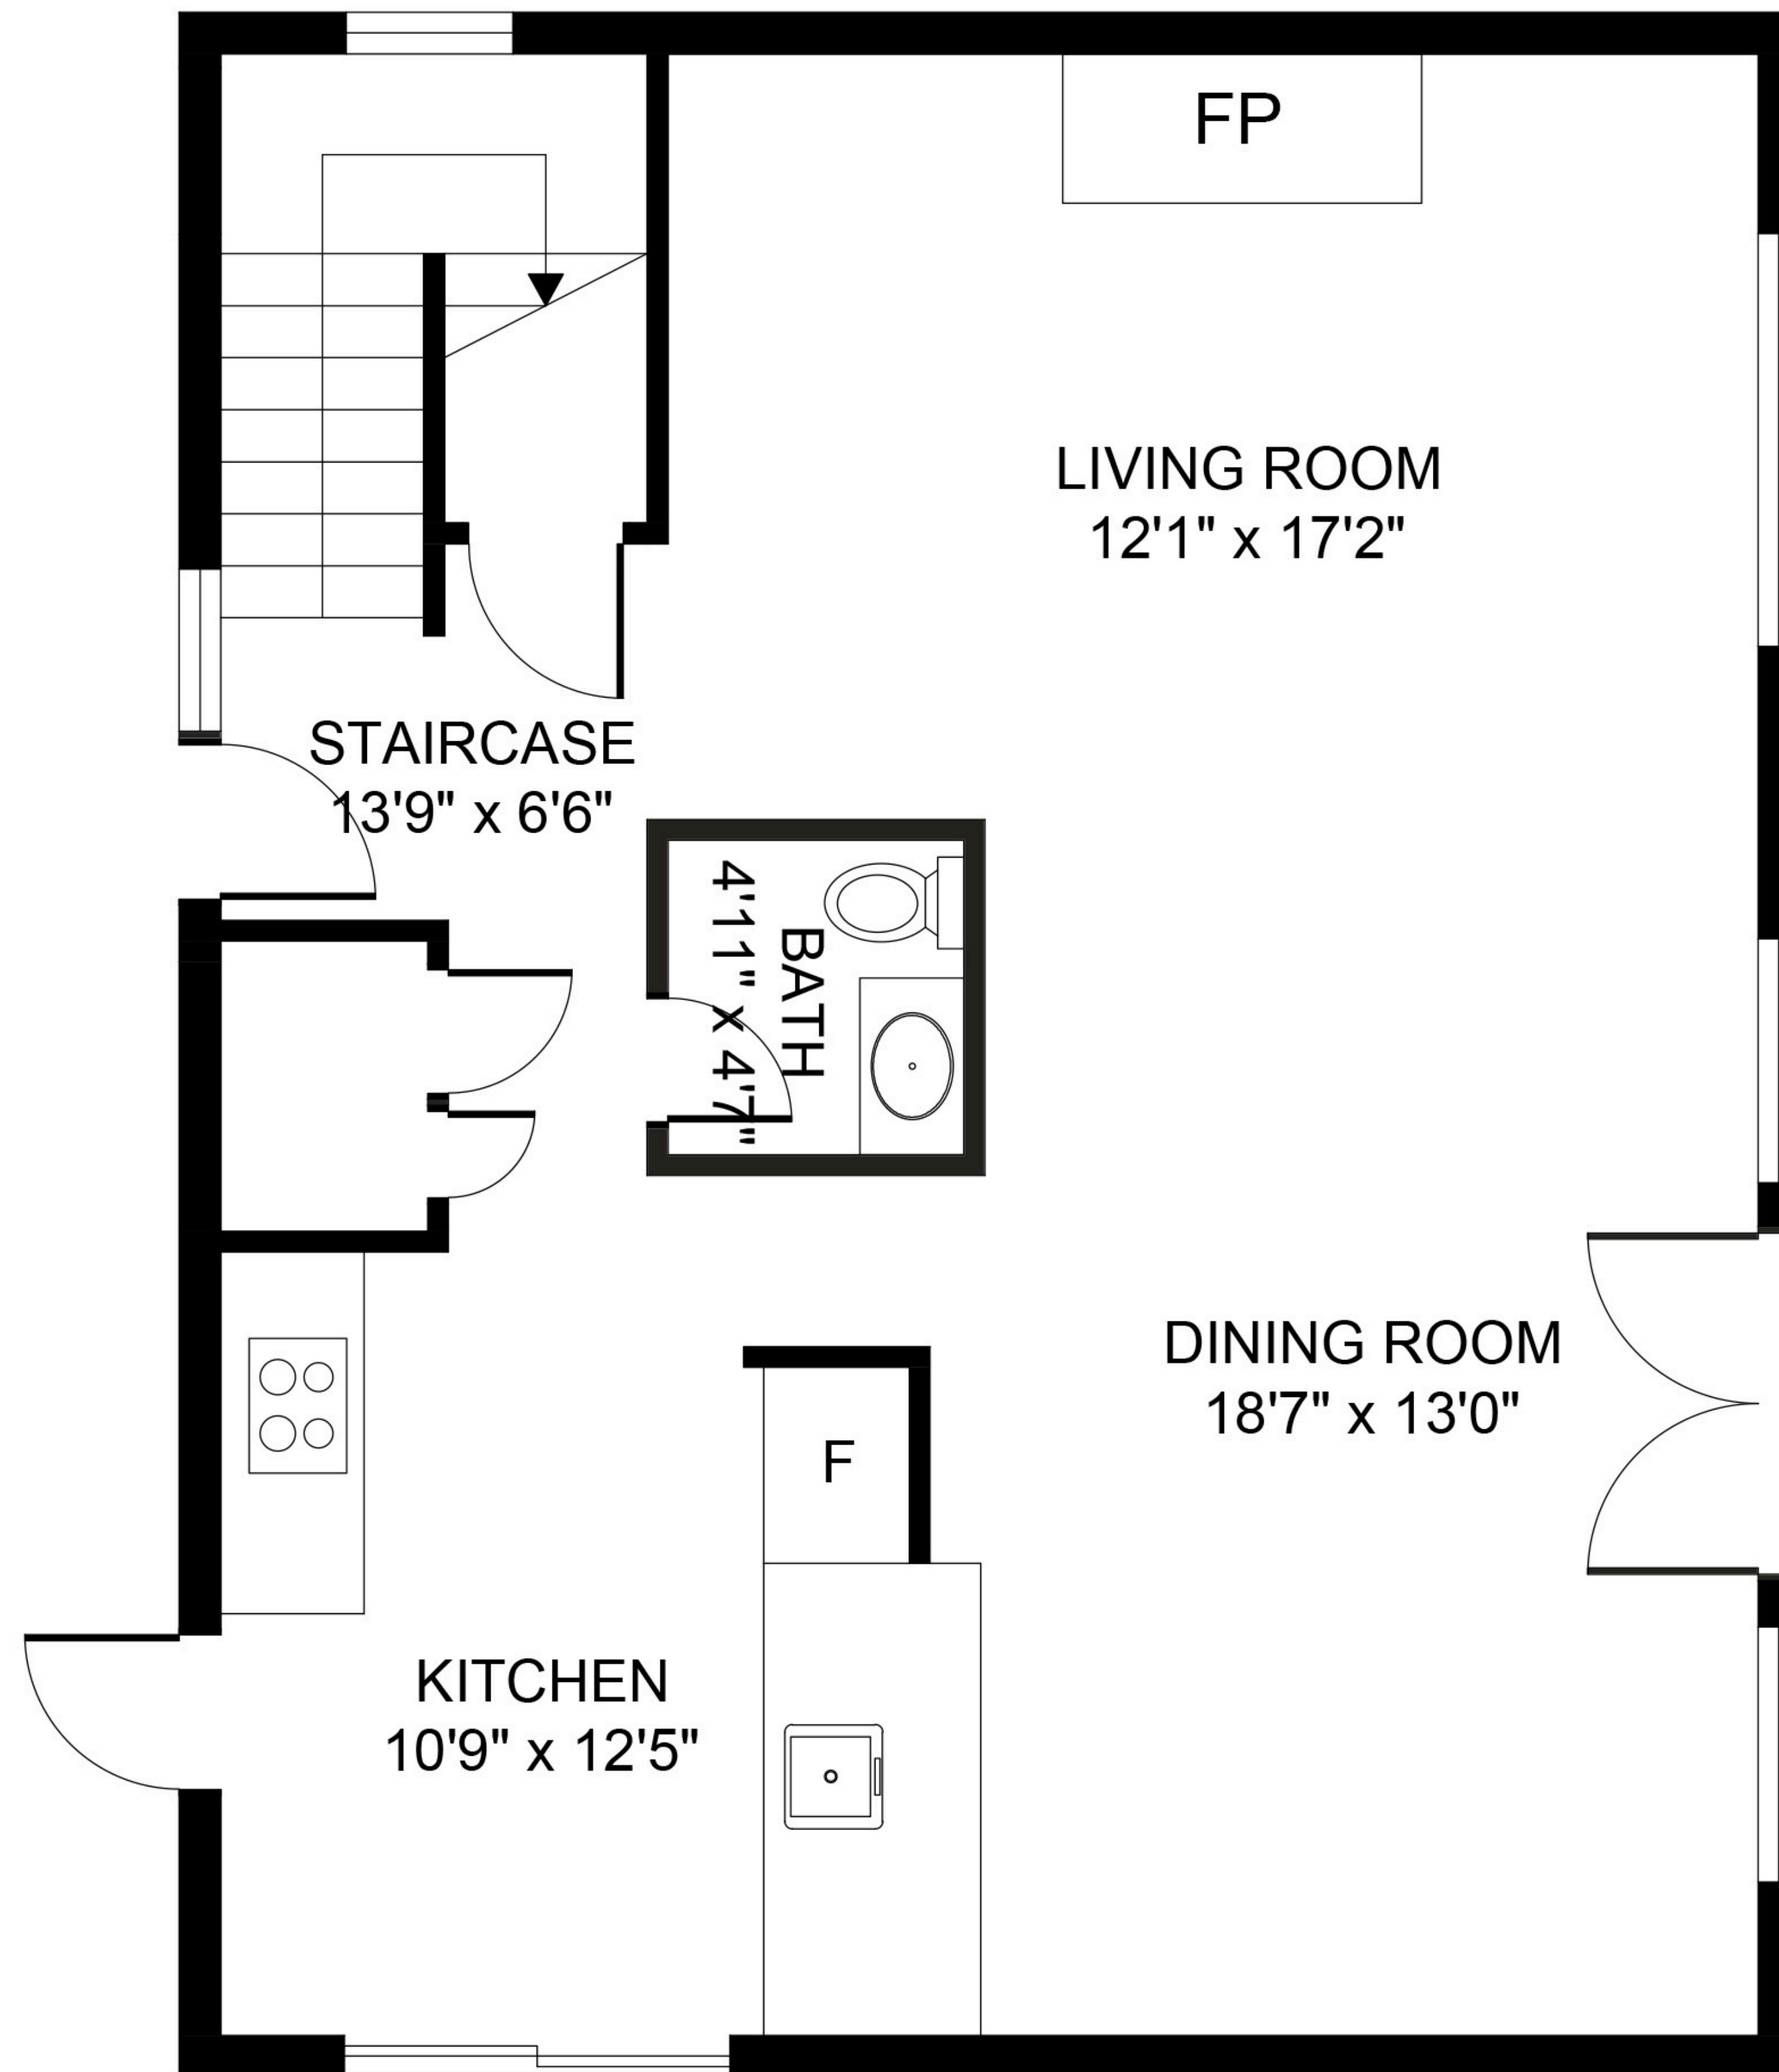 FP
LIVING ROOM
12'1" x 17'2"
STAIRCASE
13'9" x 6'6"
BATH
4'11" x 4'7"
DINING ROOM
18'7" x 13'0"
F
KITCHEN
10'9" x 12'5"